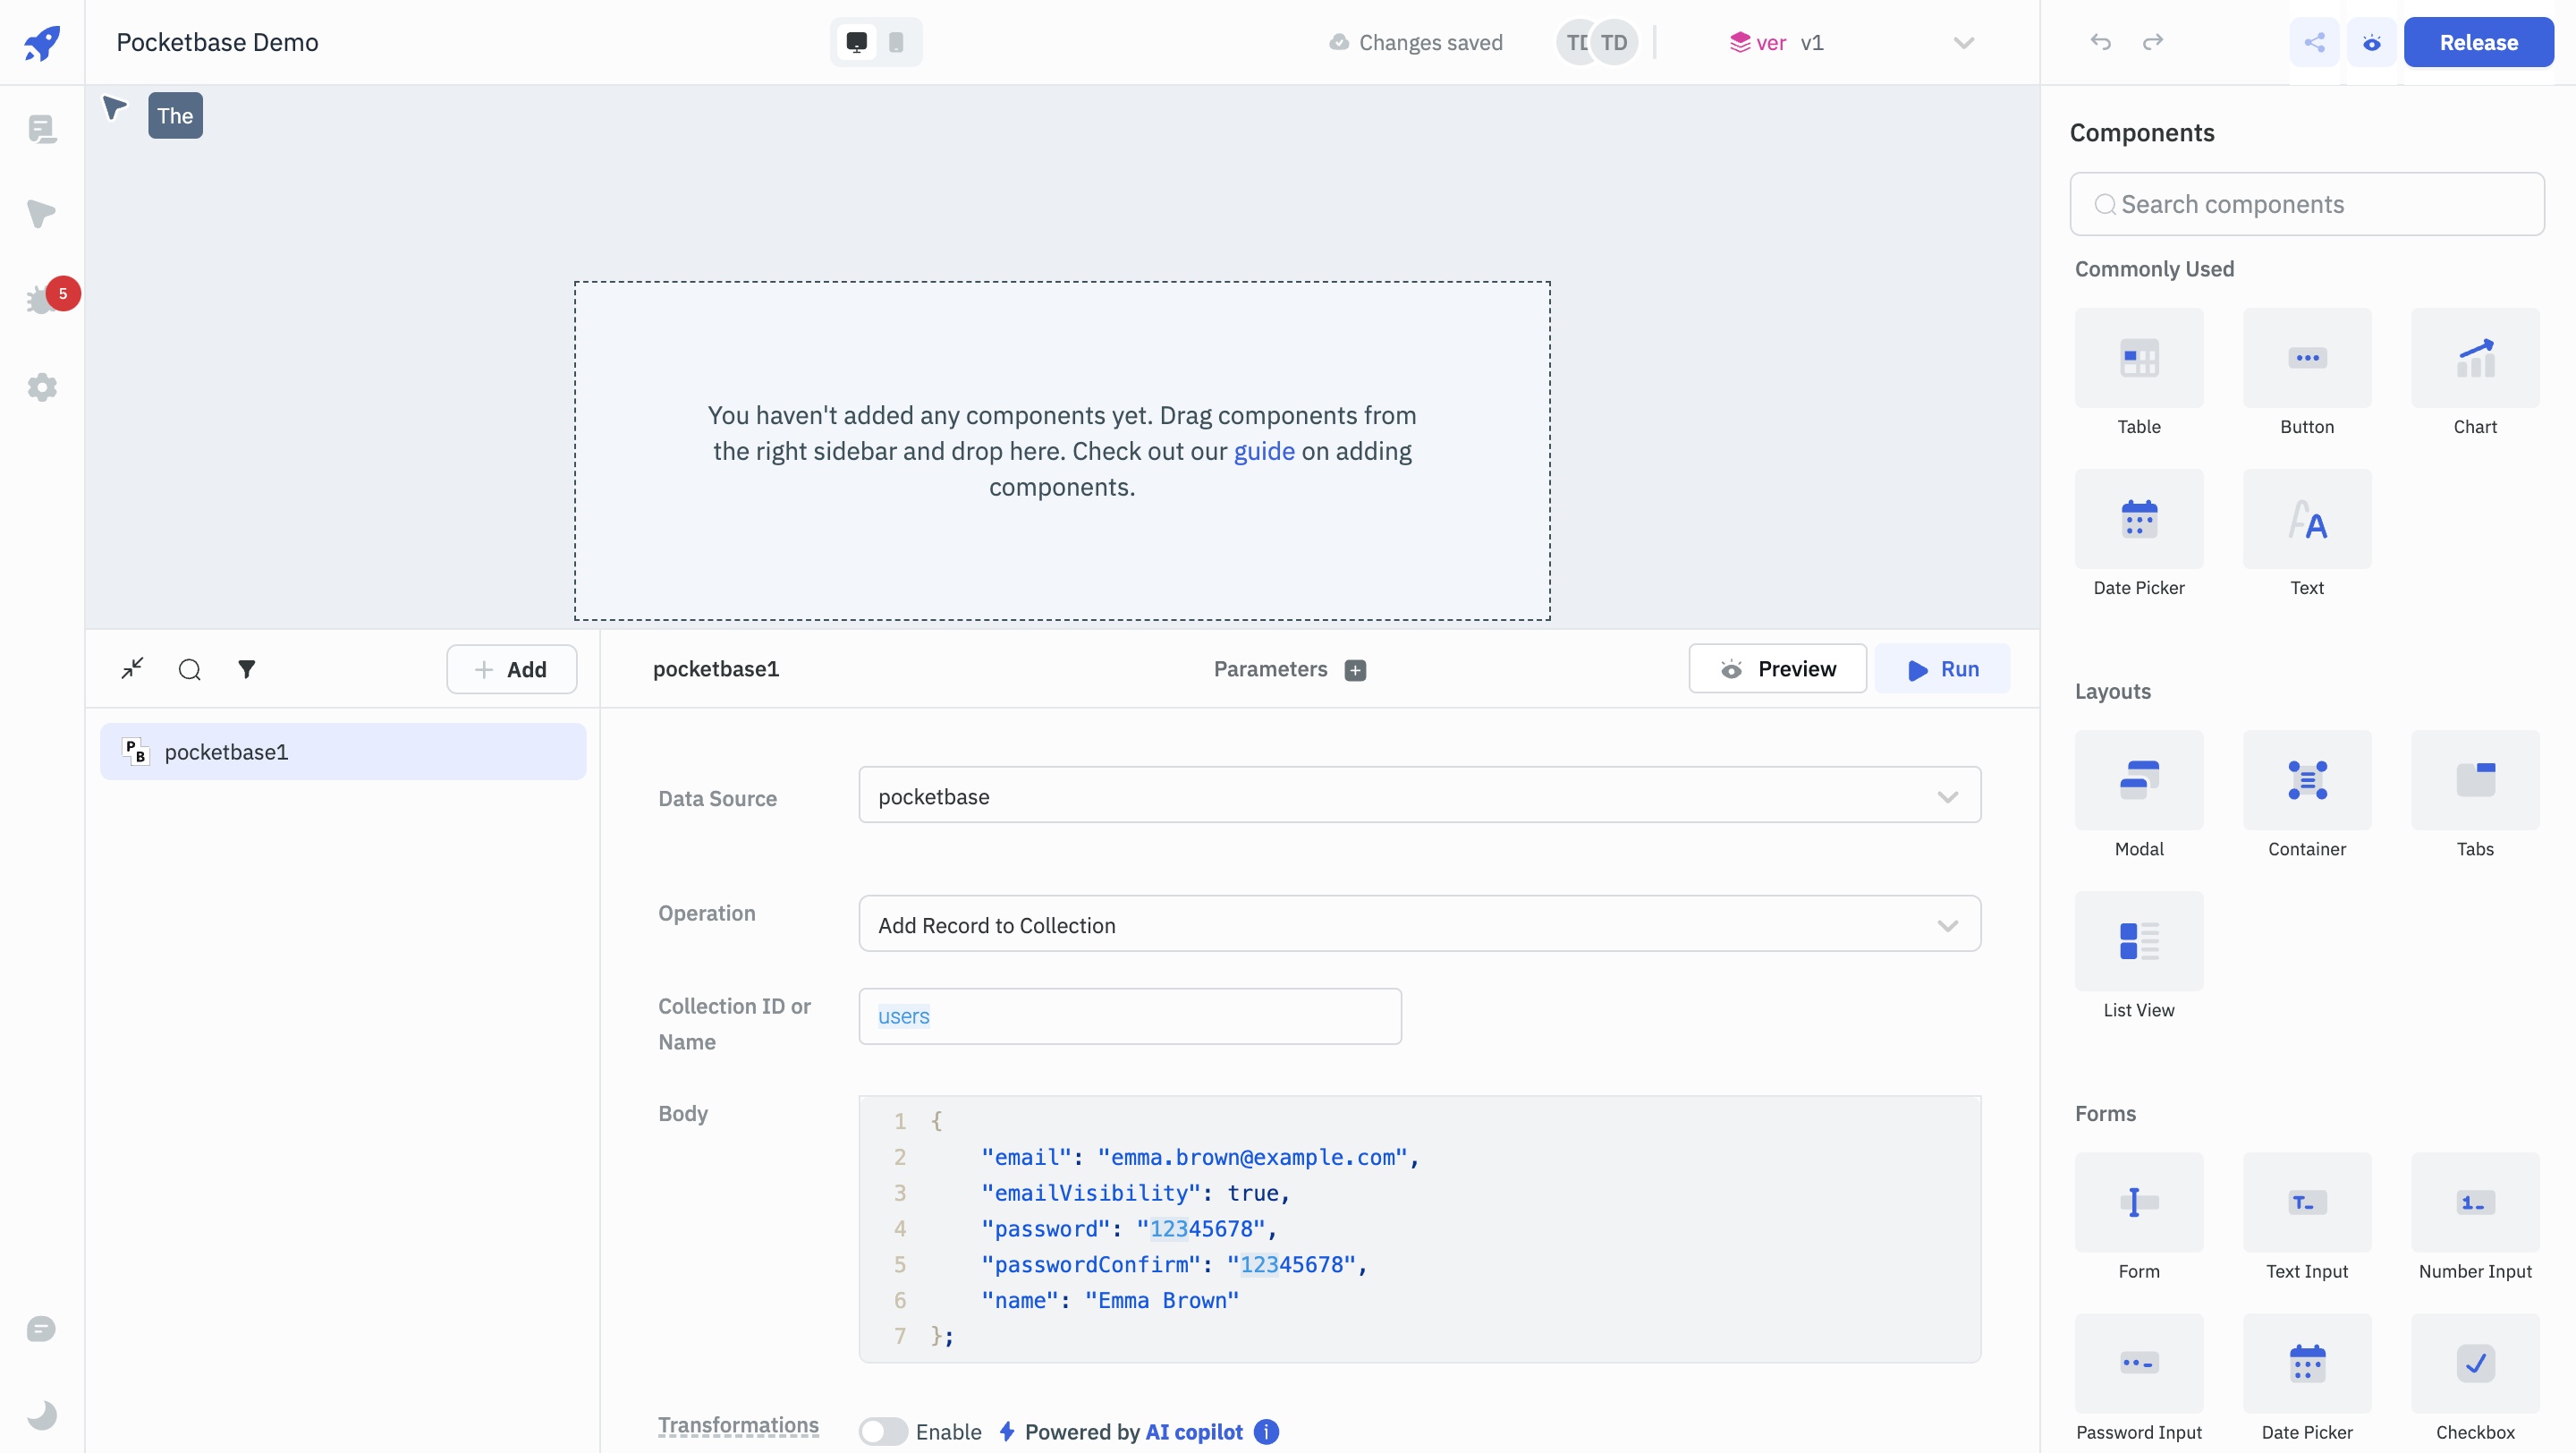 Pocketbase Demo
Changes saved
TD
TD
ver v1
Release
The
5
You haven't added any components yet. Drag components from
the right sidebar and drop here. Check out our guide on adding
components.
Components
Search components
Commonly Used
Table
Button
Chart
Date Picker
Text
Layouts
Modal
Container
Tabs
List View
Forms
Form
Text Input
Number Input
Password Input
Date Picker
Checkbox
Add
P
B
pocketbase1
pocketbase1
Parameters
Preview
Run
Data Source
pocketbase
Operation
Add Record to Collection
Collection ID or
Name
users
Body
1 {
2 "email": "emma.brown@example.com",
3 "emailVisibility": true,
4 "password": "12345678",
5 "passwordConfirm": "12345678",
6 "name": "Emma Brown"
7 };
Transformations
Enable
Powered by AI copilot